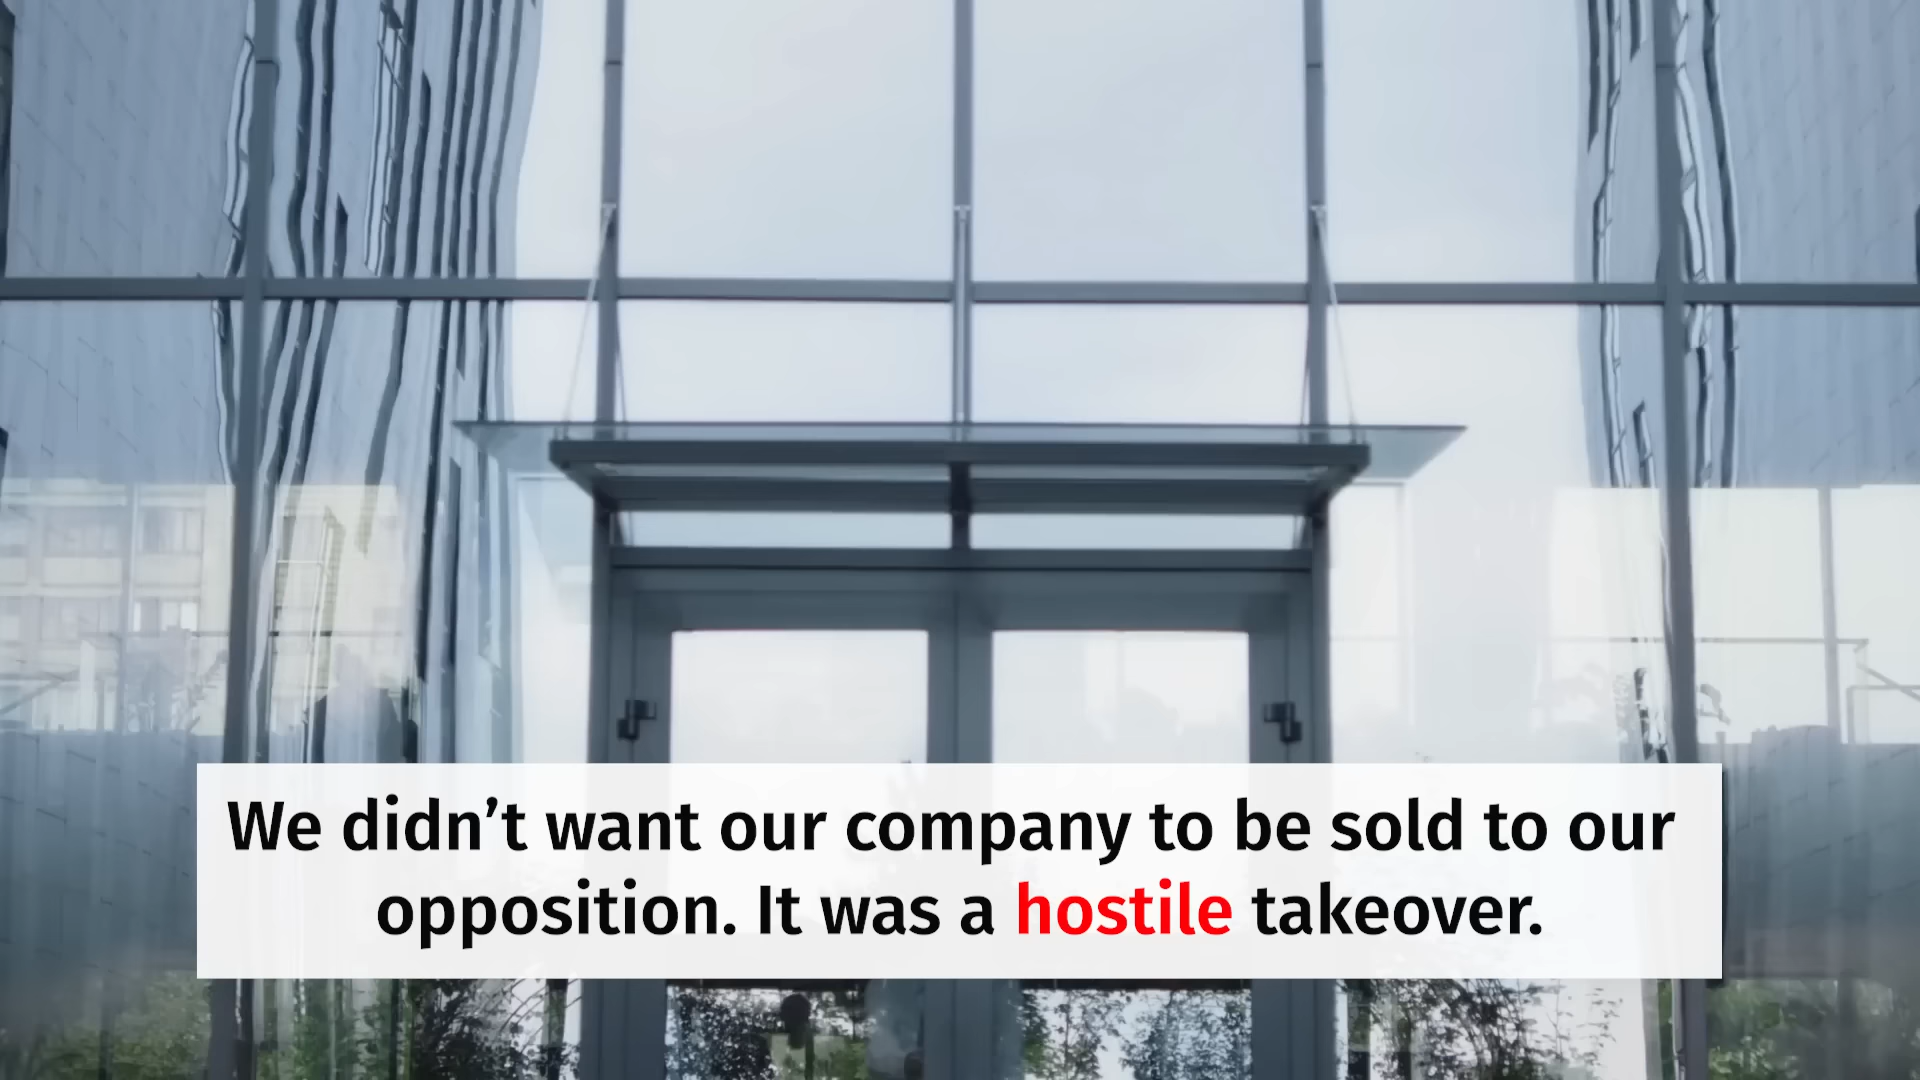 We didn’t want our company to be sold to our
opposition. It was a hostile takeover.